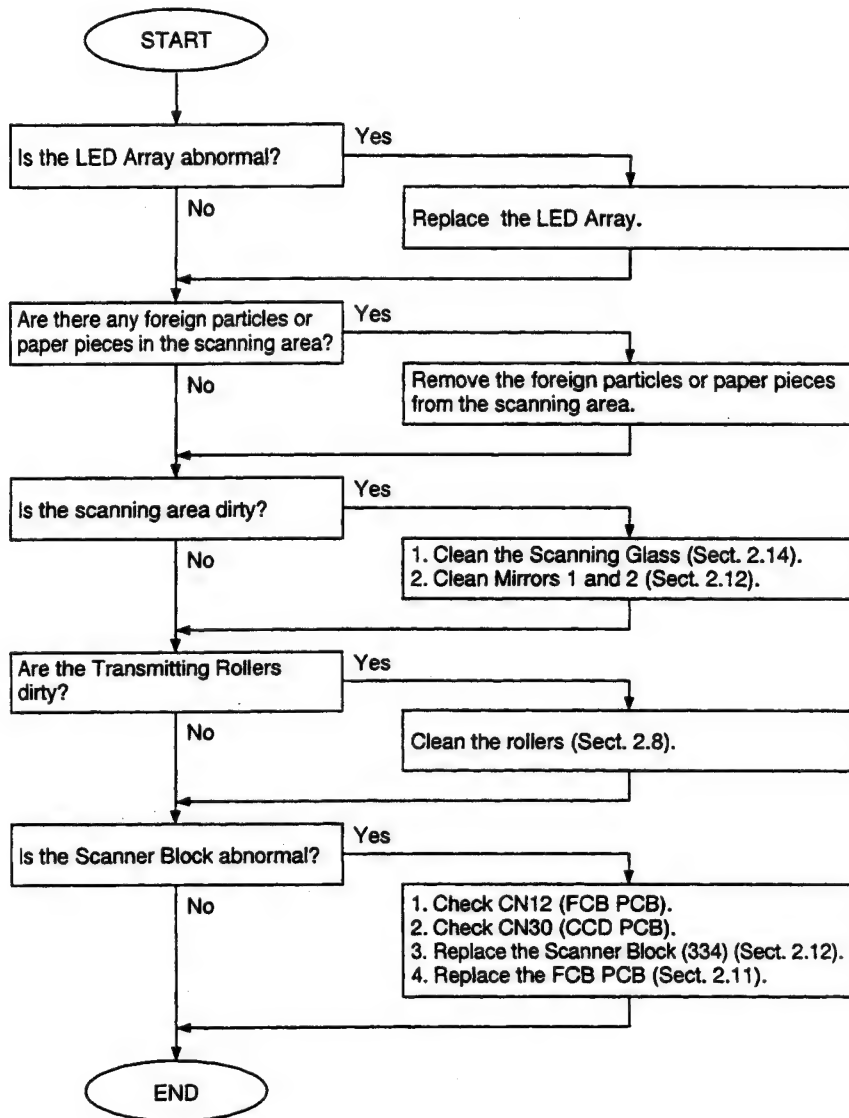 START
Is the LED Array abnormal?
Yes
No
Replace the LED Array.
Are there any foreign particles or
paper pieces in the scanning area?
Yes
No
Remove the foreign particles or paper pieces
from the scanning area.
Is the scanning area dirty?
Yes
No
1. Clean the Scanning Glass (Sect. 2.14).
2. Clean Mirrors 1 and 2 (Sect. 2.12).
Are the Transmitting Rollers
dirty?
Yes
No
Clean the rollers (Sect. 2.8).
Is the Scanner Block abnormal?
Yes
No
1. Check CN12 (FCB PCB).
2. Check CN30 (CCD PCB).
3. Replace the Scanner Block (334) (Sect. 2.12).
4. Replace the FCB PCB (Sect. 2.11).
END